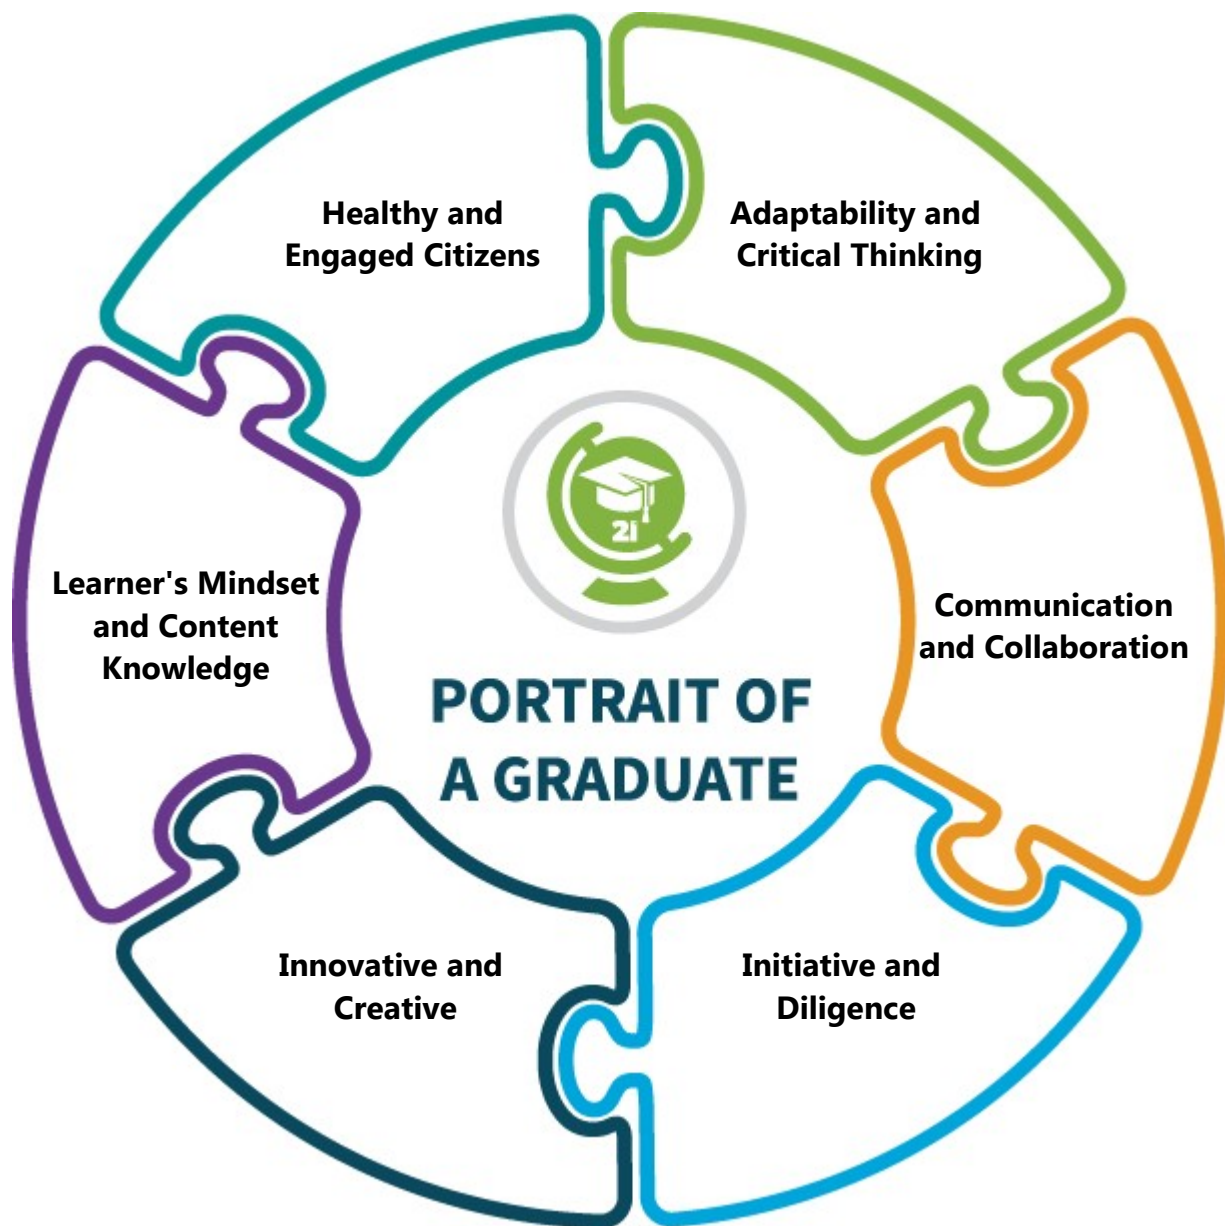 Healthy and
Engaged Citizens
Adaptability and
Critical Thinking
Learner's Mindset
and Content
Knowledge
21
PORTRAIT OF
A GRADUATE
Communication
and Collaboration
Innovative and
Creative
Initiative and
Diligence